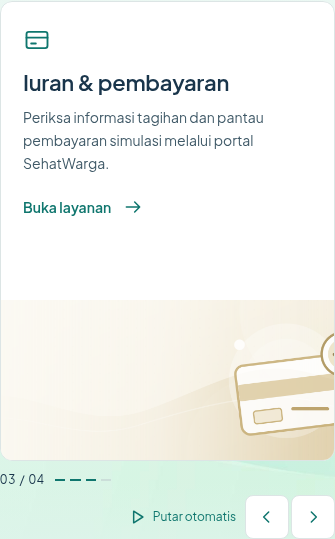 Iuran & pembayaran
Periksa informasi tagihan dan pantau
pembayaran simulasi melalui portal
SehatWarga.
Buka layanan
03 / 04
Putar otomatis